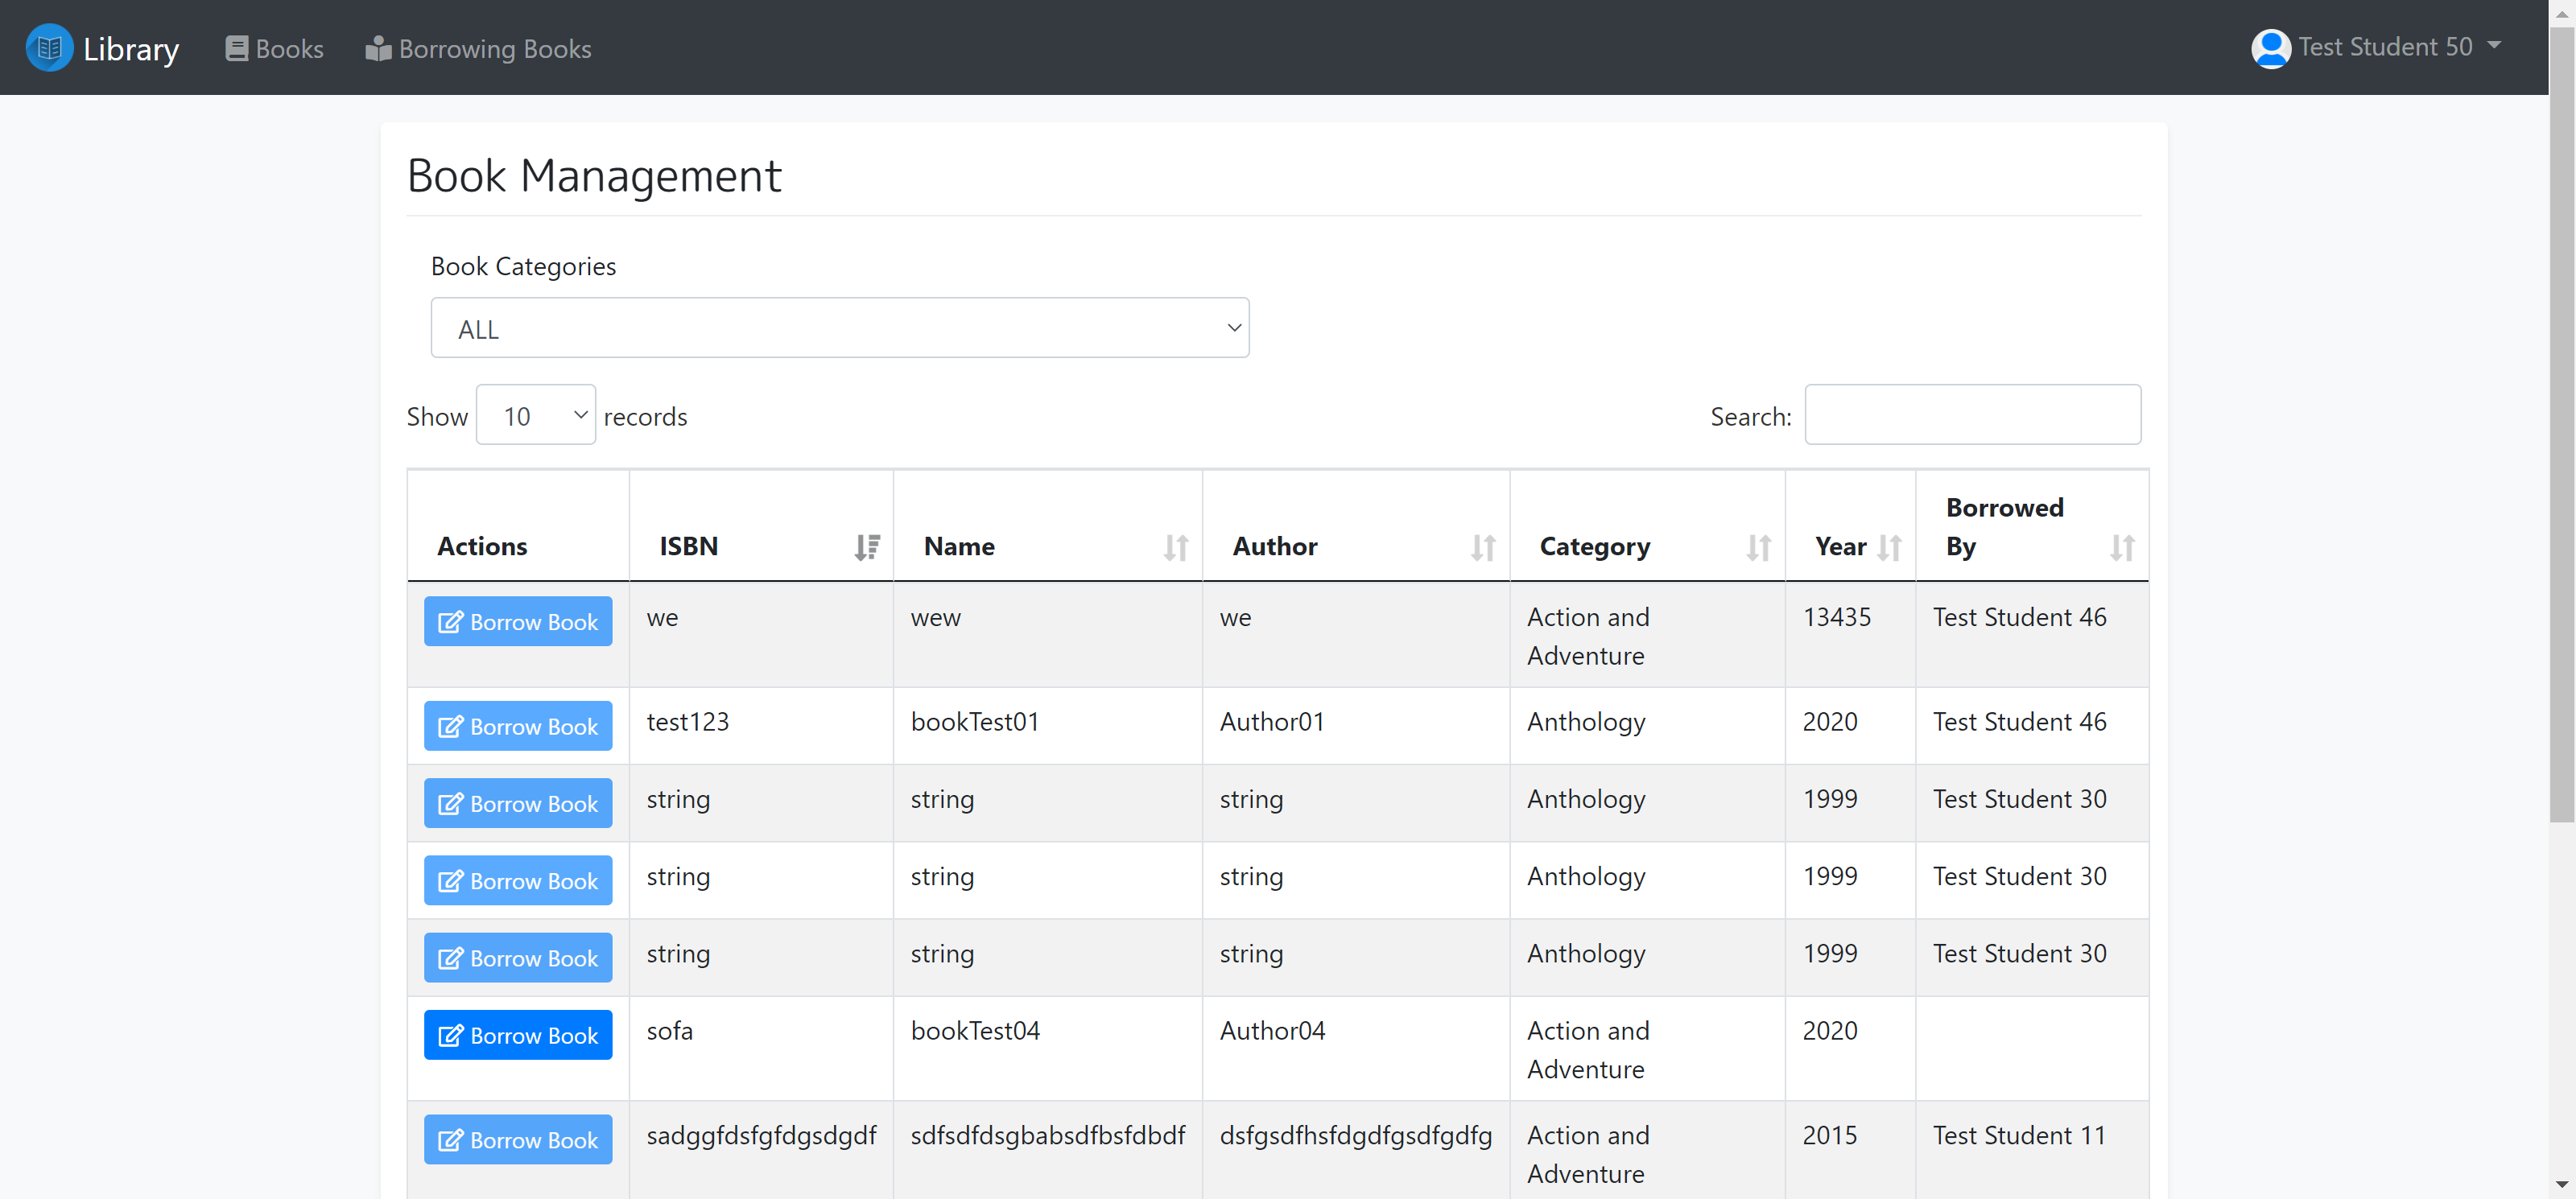 Library Books Borrowing Books Test Student 50
Book Management
Book Categories
ALL
Show 10 records Search:
Actions ISBN Name Author Category Year Borrowed By
Borrow Book we wew we Action and Adventure 13435 Test Student 46
Borrow Book test123 bookTest01 Author01 Anthology 2020 Test Student 46
Borrow Book string string string Anthology 1999 Test Student 30
Borrow Book string string string Anthology 1999 Test Student 30
Borrow Book string string string Anthology 1999 Test Student 30
Borrow Book sofa bookTest04 Author04 Action and Adventure 2020
Borrow Book sadggfdsfgfdgsdgdf sdfsdfdsgbabsdfbsfdbdf dsfgsdfhsfdgdfgsdfgdfg Action and Adventure 2015 Test Student 11